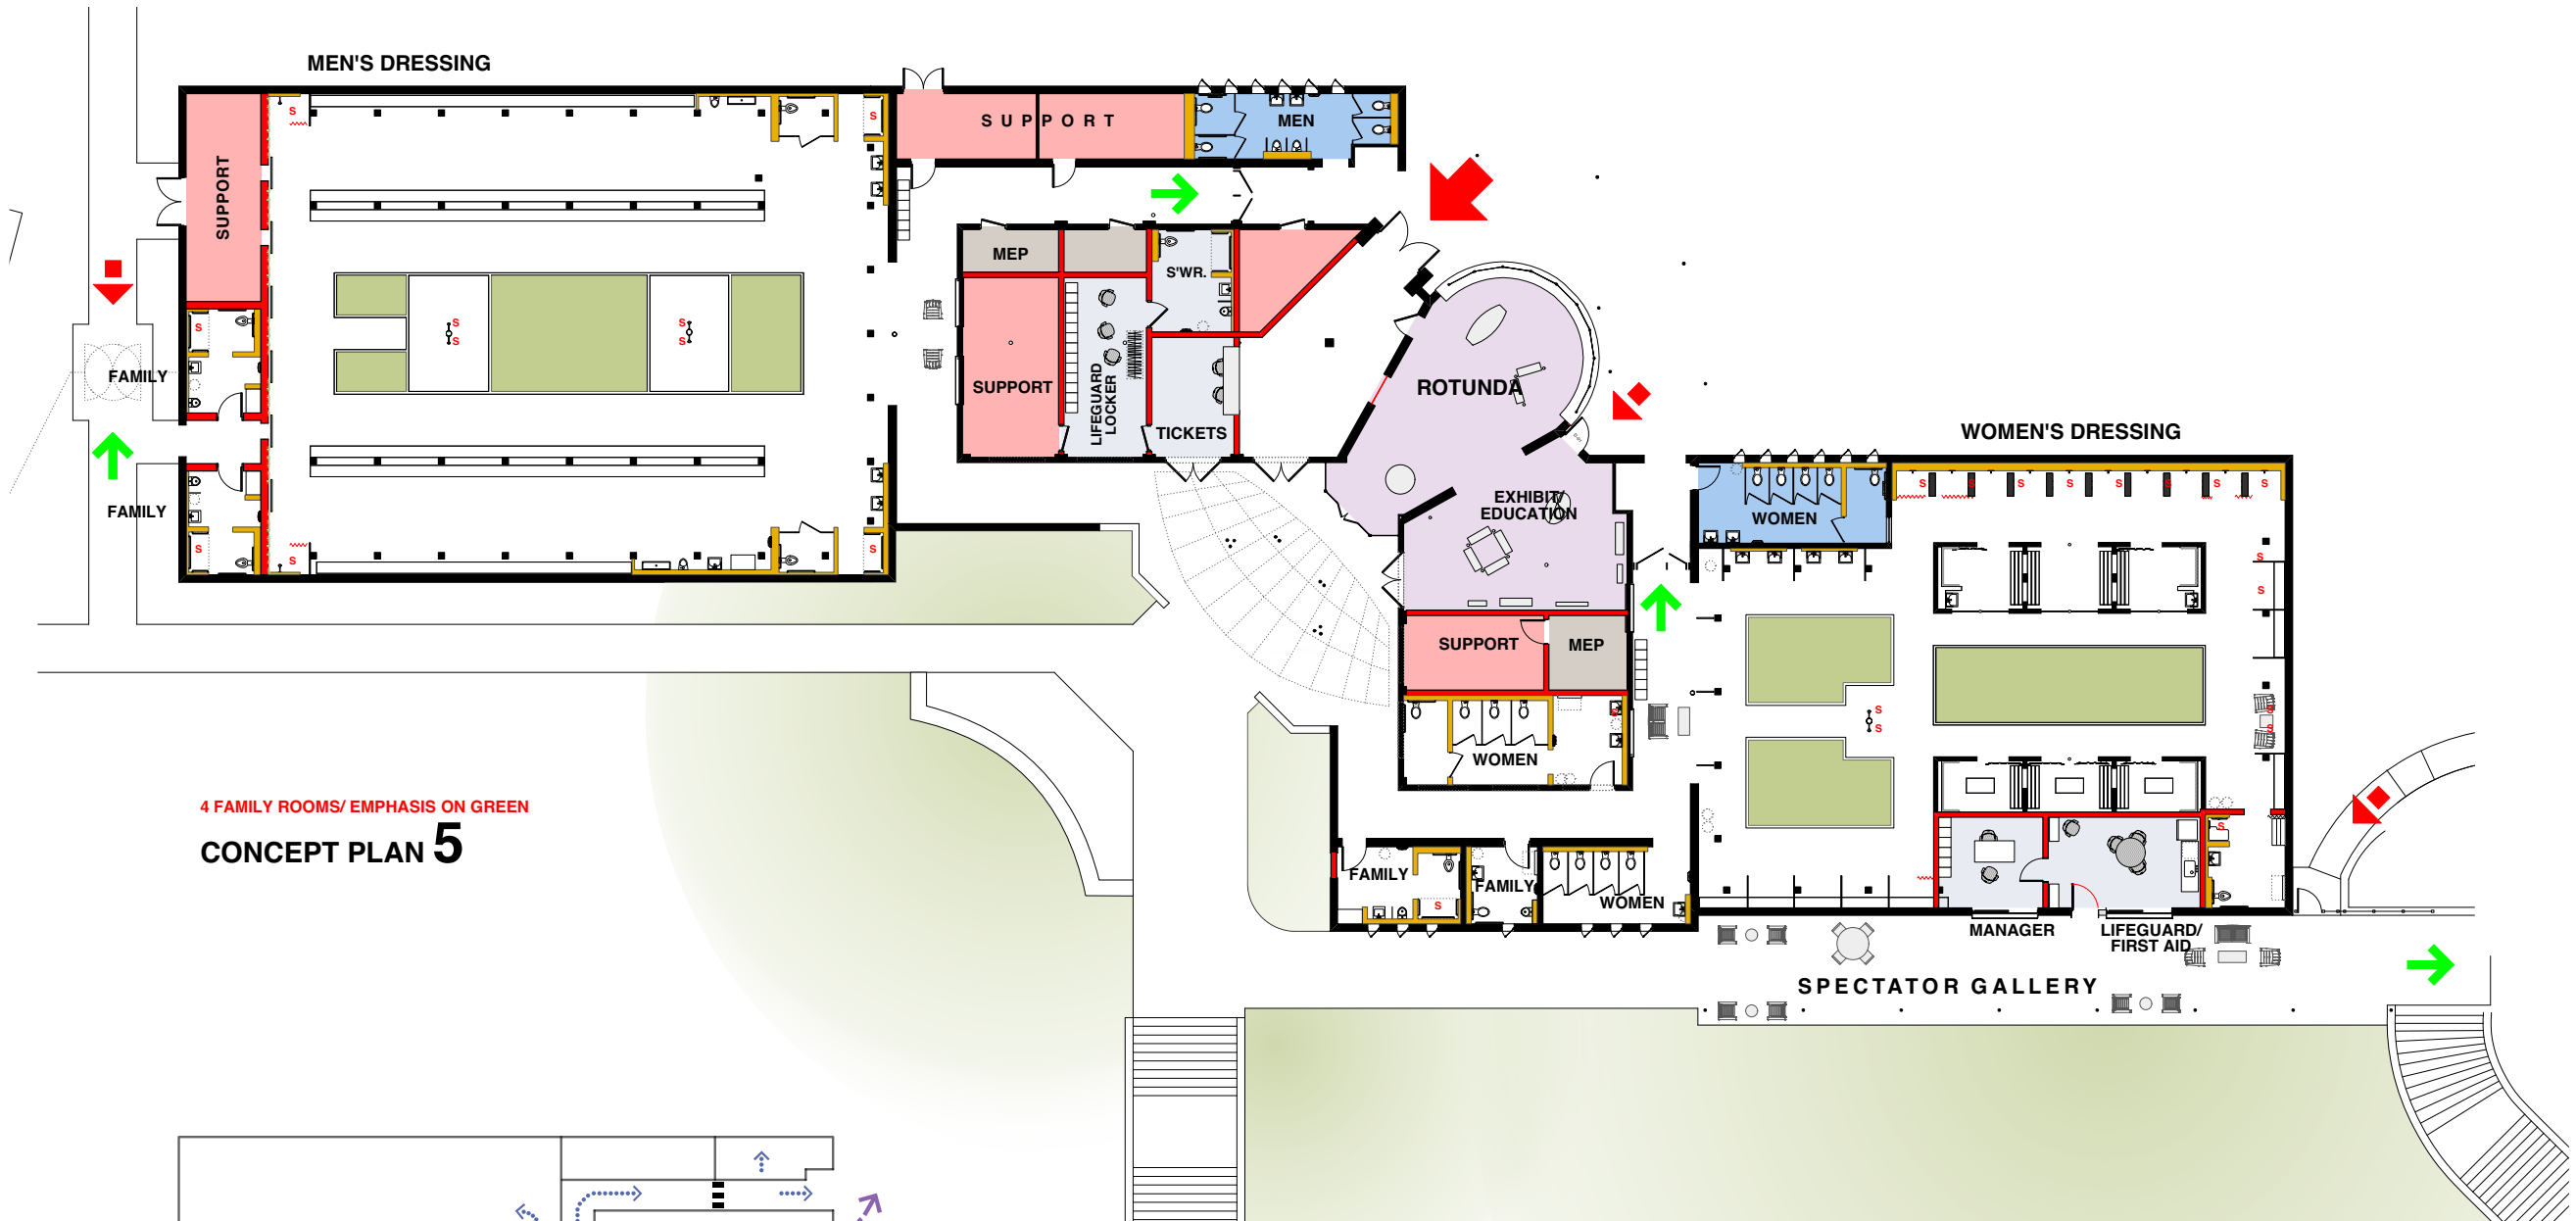 MEN'S DRESSING
S
S
SUPPORT
MEN
SUPPORT
MEP
S'WR.
S
S
S
S
S
FAMILY
SUPPORT
LIFEGUARD
LOCKER
TICKETS
ROTUNDA
FAMILY
S
S
S
EXHIBIT/
EDUCATION
WOMEN'S DRESSING
S
S
S
S
S
S
S
S
WOMEN
S
S
SUPPORT
MEP
S
S
S
S
S
WOMEN
4 FAMILY ROOMS/ EMPHASIS ON GREEN
CONCEPT PLAN 5
FAMILY
S
FAMILY
WOMEN
S
MANAGER
LIFEGUARD/
FIRST AID
SPECTATOR GALLERY